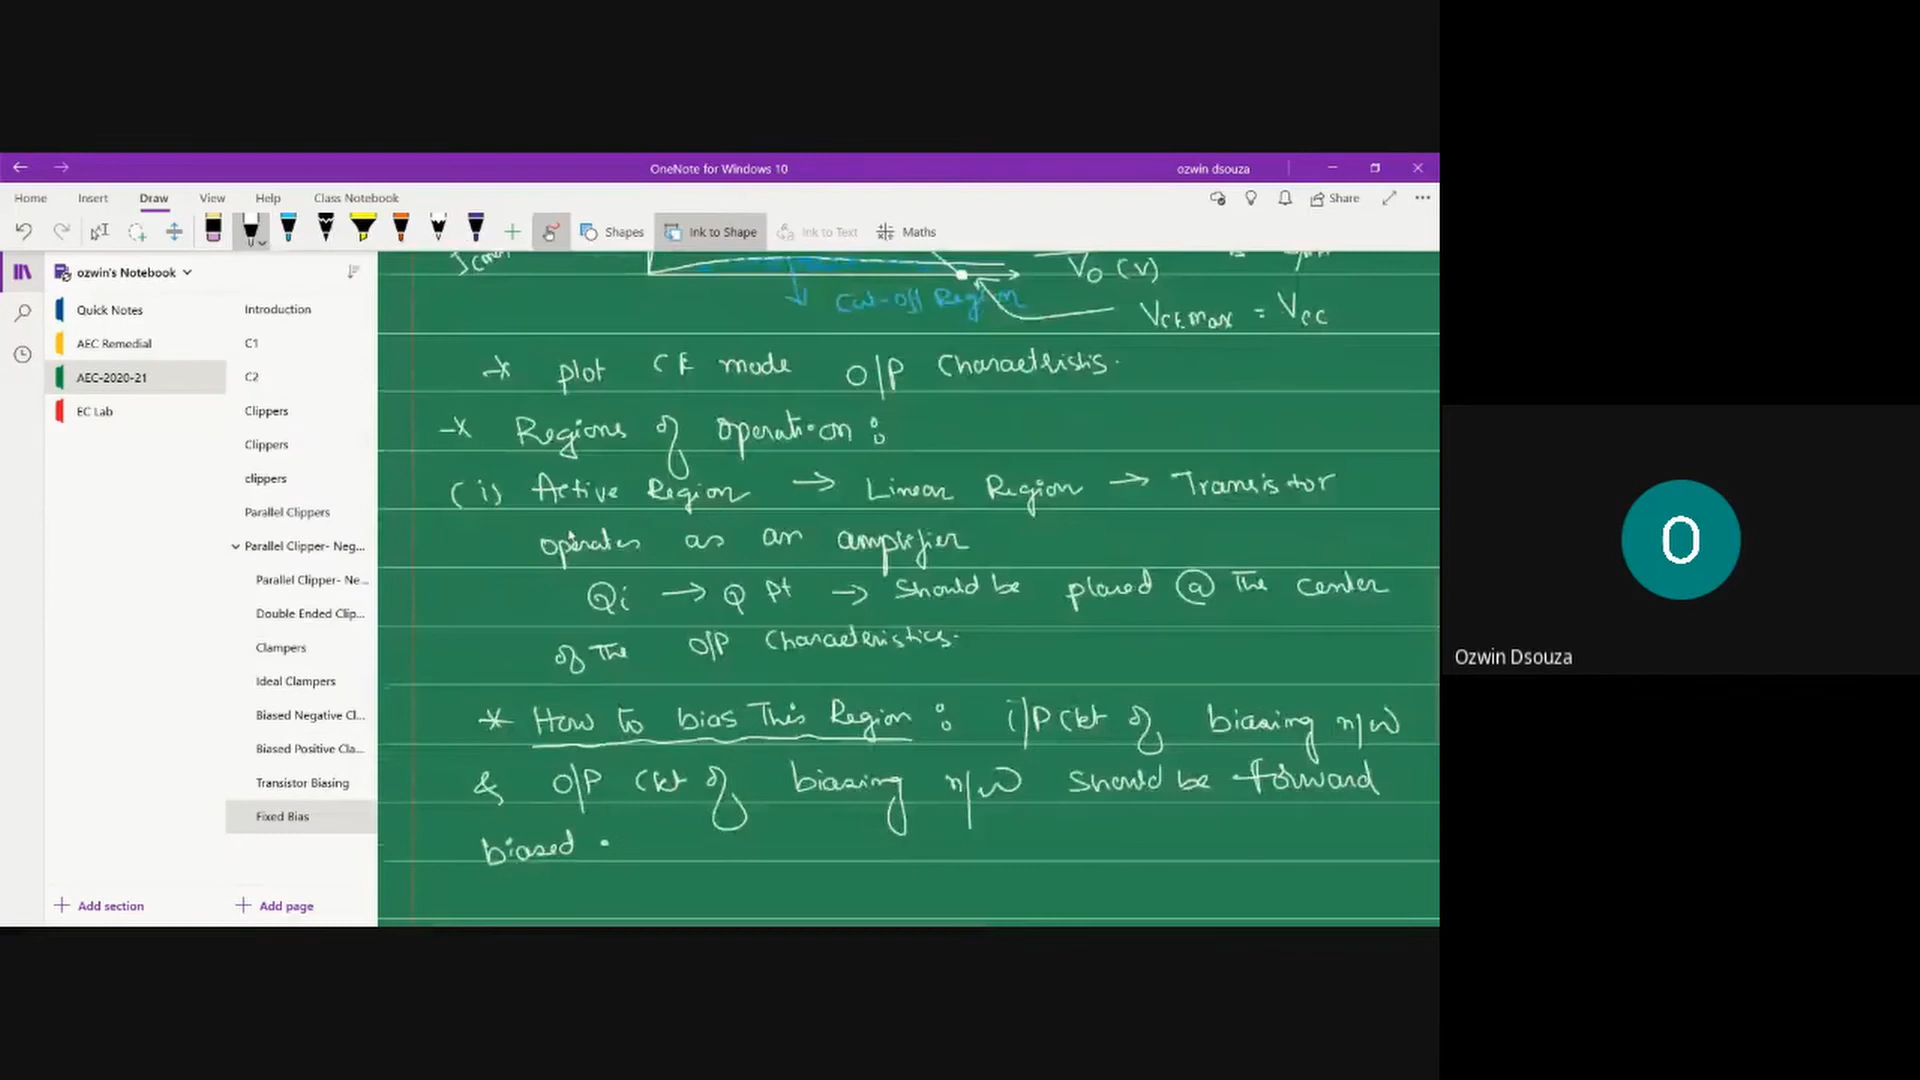 OneNote for Windows 10
ozwin dsouza
Home Insert Draw View Help Class Notebook
Share
Shapes Ink to Shape Ink to Text Maths
ozwin's Notebook
Quick Notes
AEC Remedial
AEC-2020-21
EC Lab
Add section
Introduction
C1
C2
Clippers
Clippers
clippers
Parallel Clippers
Parallel Clipper- Neg...
Parallel Clipper- Ne...
Double Ended Clip...
Clampers
Ideal Clampers
Biased Negative Cl...
Biased Positive Cla...
Transistor Biasing
Fixed Bias
Add page
Vo (v)
Cut-off Region
VCEmax = Vcc
* plot CE mode O/P Characteristis.
* Regions of operation :
(i) Active Region → Linear Region → Transistor
operates as an amplifier
Qi → Q pt → should be placed @ the center
of the O/P characteristics.
* How to bias This Region : i/p ckt of biasing n/w
& O/P ckt of biasing n/w should be forward
biased .
O
Ozwin Dsouza